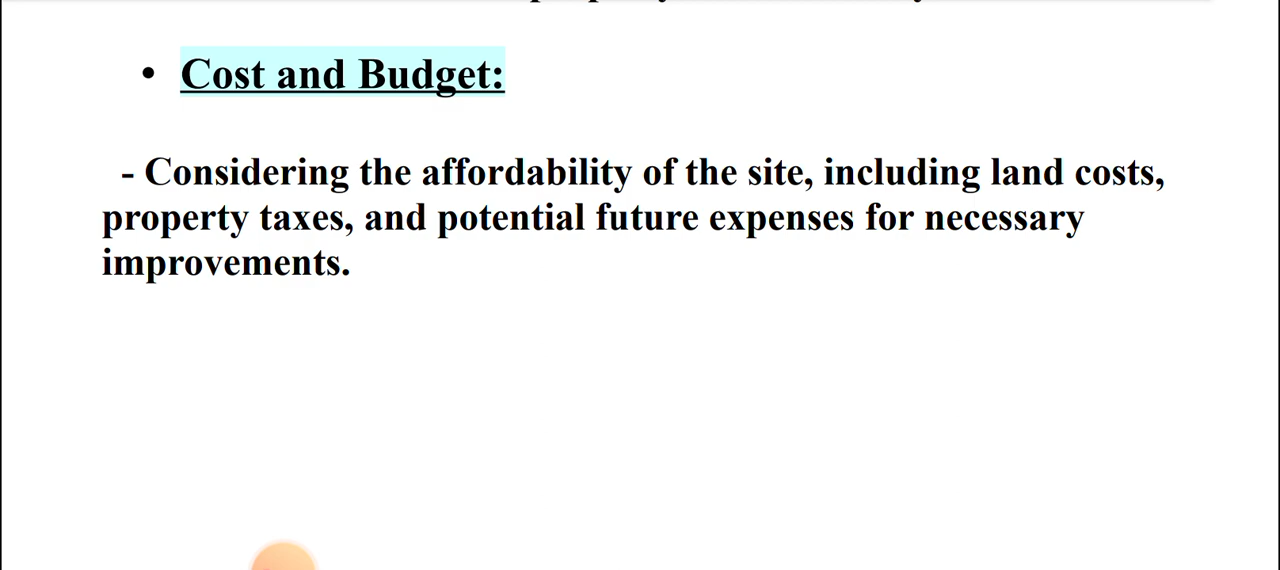 • Cost and Budget:
- Considering the affordability of the site, including land costs,
property taxes, and potential future expenses for necessary
improvements.